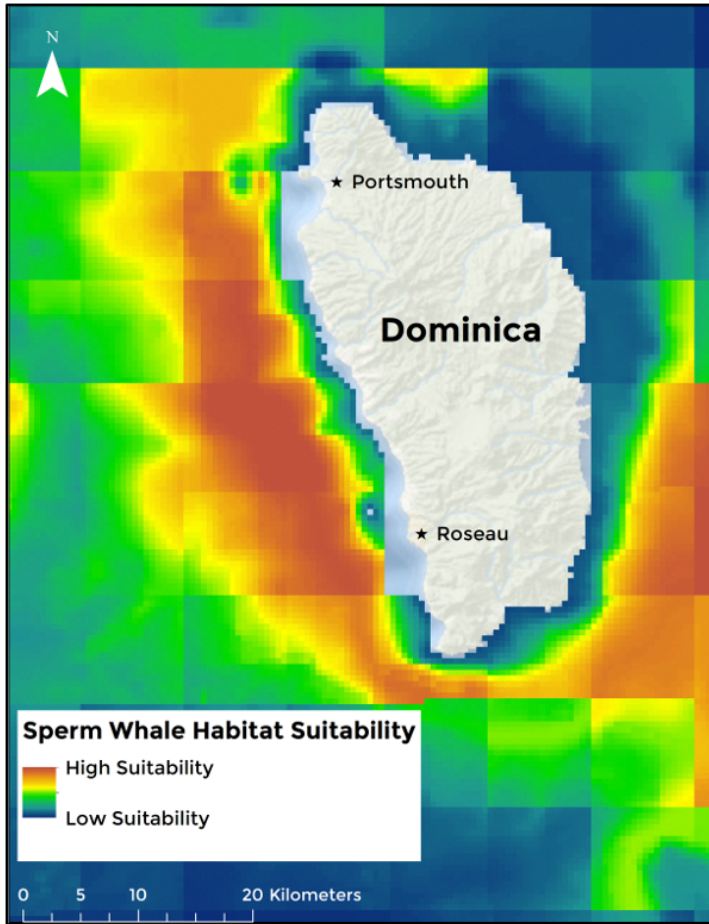 N
Portsmouth
Dominica
Roseau
Sperm Whale Habitat Suitability
High Suitability
Low Suitability
0 5 10 20 Kilometers